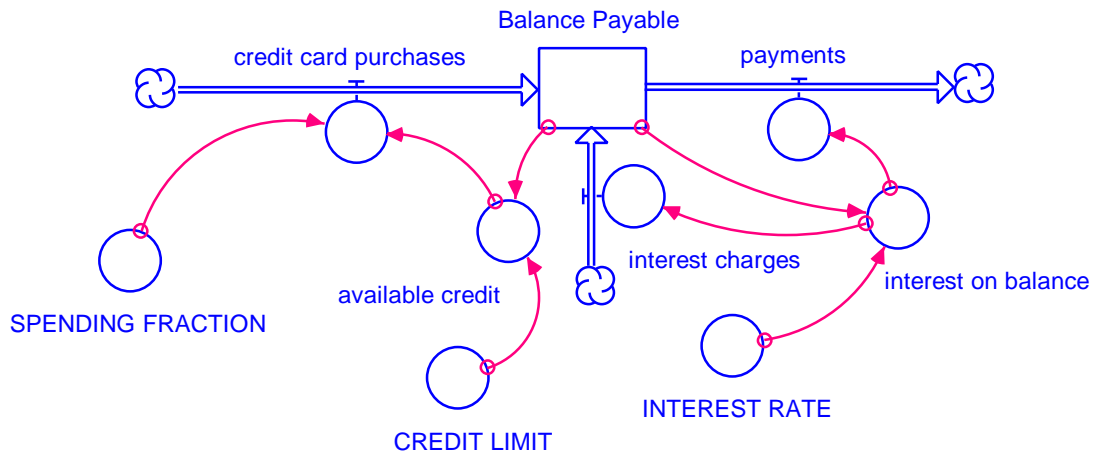 Balance Payable
credit card purchases
payments
interest charges
interest on balance
available credit
SPENDING FRACTION
INTEREST RATE
CREDIT LIMIT